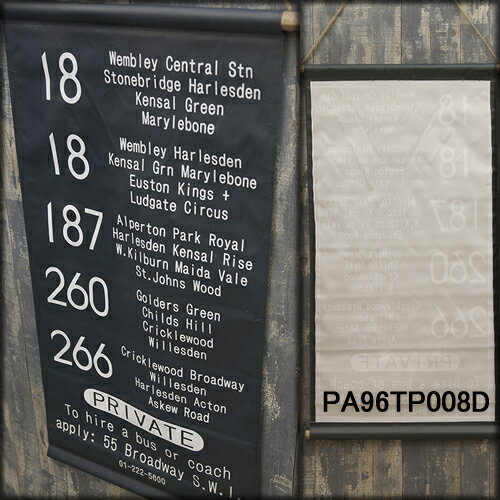 18
Wembley Central Stn
Stonebridge Harlesden
Kensal Green
Marylebone
18
Wembley Harlesden
Kensal Grn Marylebone
Euston Kings +
Ludgate Circus
187
Alperton Park Royal
Harlesden Kensal Rise
W.Kilburn Maida Vale
St.Johns Wood
260
Golders Green
Childs Hill
Cricklewood
Willesden
266
Cricklewood Broadway
Willesden
Harlesden Acton
Askew Road
PRIVATE
To hire a bus or coach
apply: 55 Broadway S.W.1
01-222-5600
PA96TP008D